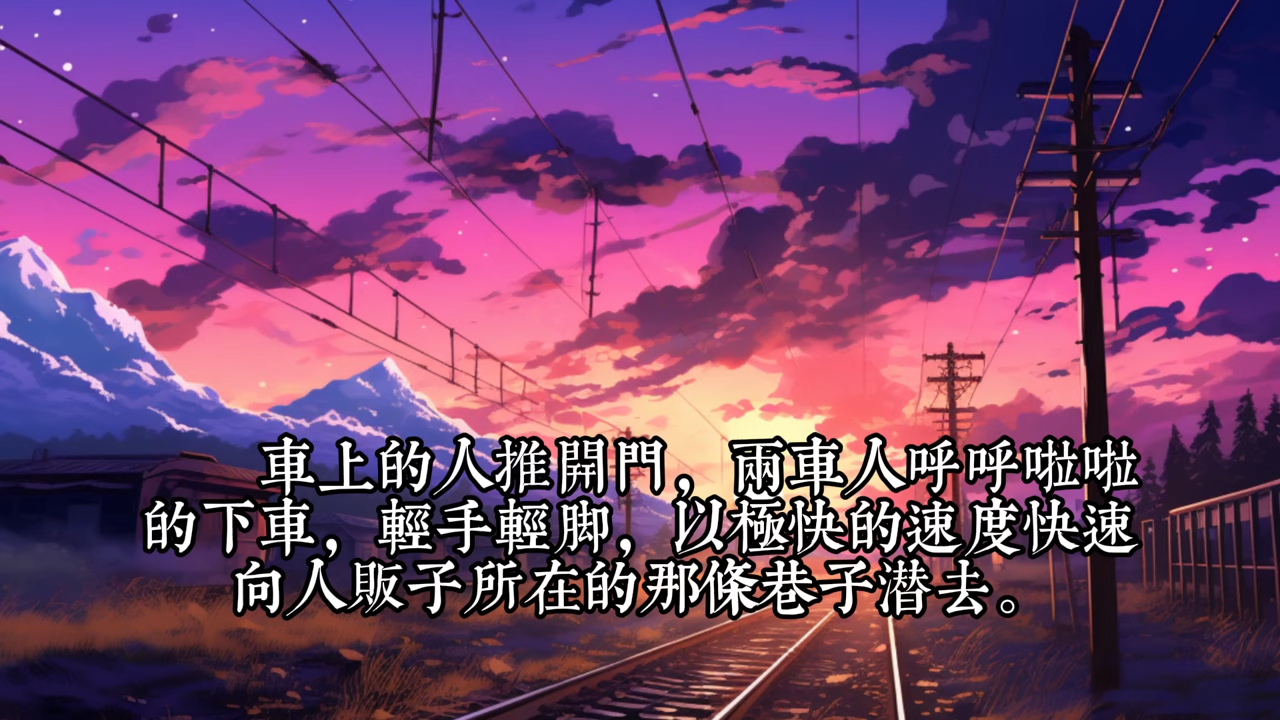 車上的人推開門，兩車人呼呼啦啦
的下車，輕手輕脚，以極快的速度快速
向人販子所在的那條巷子潜去。